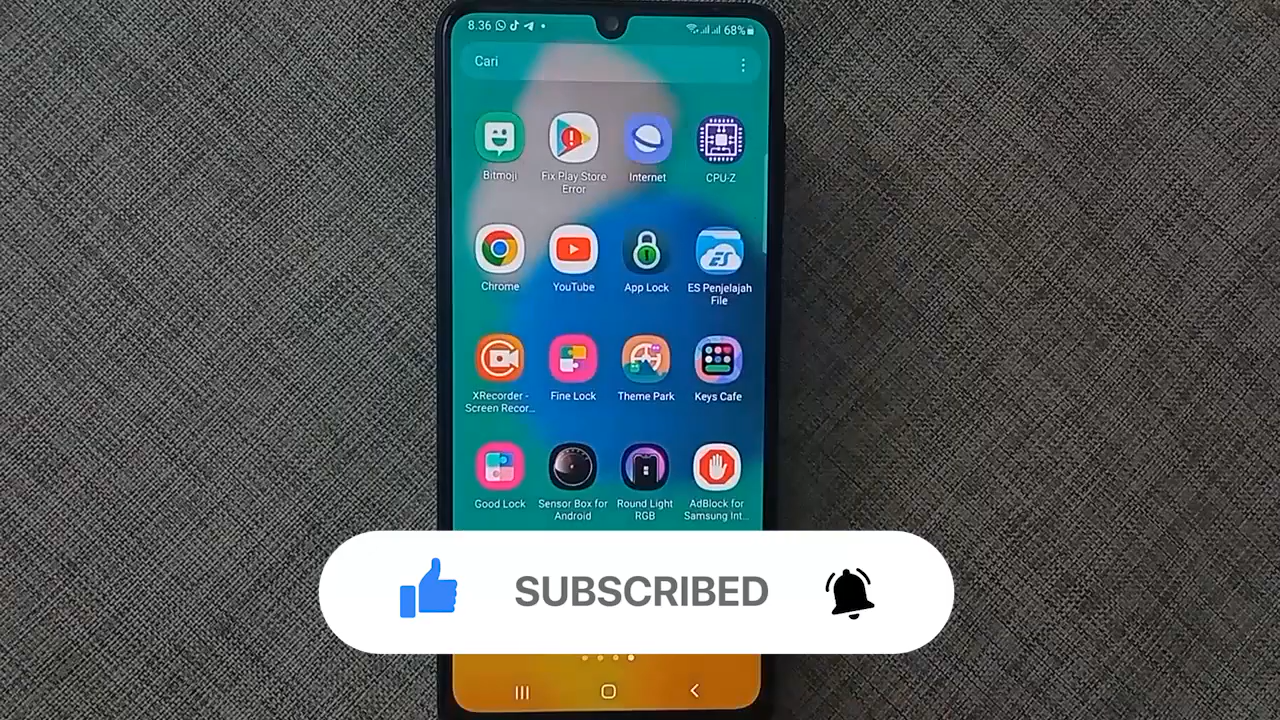 8.36
68%
Cari
Bitmoji
Fix Play Store
Error
Internet
CPU-Z
Chrome
YouTube
App Lock
ES Penjelajah
File
ES
XRecorder -
Screen Recor...
Fine Lock
Theme Park
Keys Cafe
Good Lock
Sensor Box for
Android
Round Light
RGB
AdBlock for
Samsung Int...
SUBSCRIBED